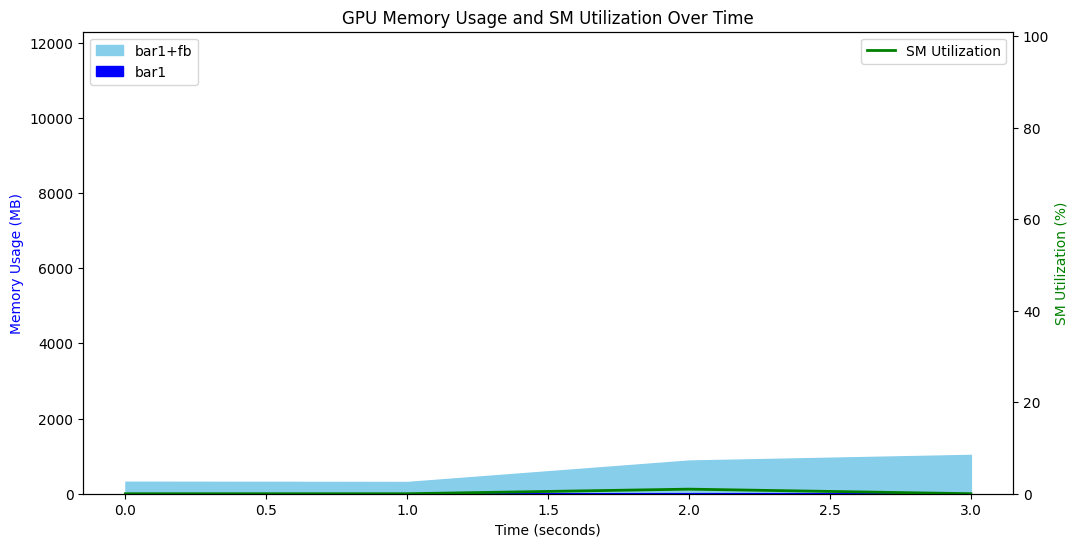 GPU Memory Usage and SM Utilization Over Time
bar1+fb
bar1
SM Utilization
Memory Usage (MB)
12000
10000
8000
6000
4000
2000
0
SM Utilization (%)
100
80
60
40
20
0
0.0 0.5 1.0 1.5 2.0 2.5 3.0
Time (seconds)